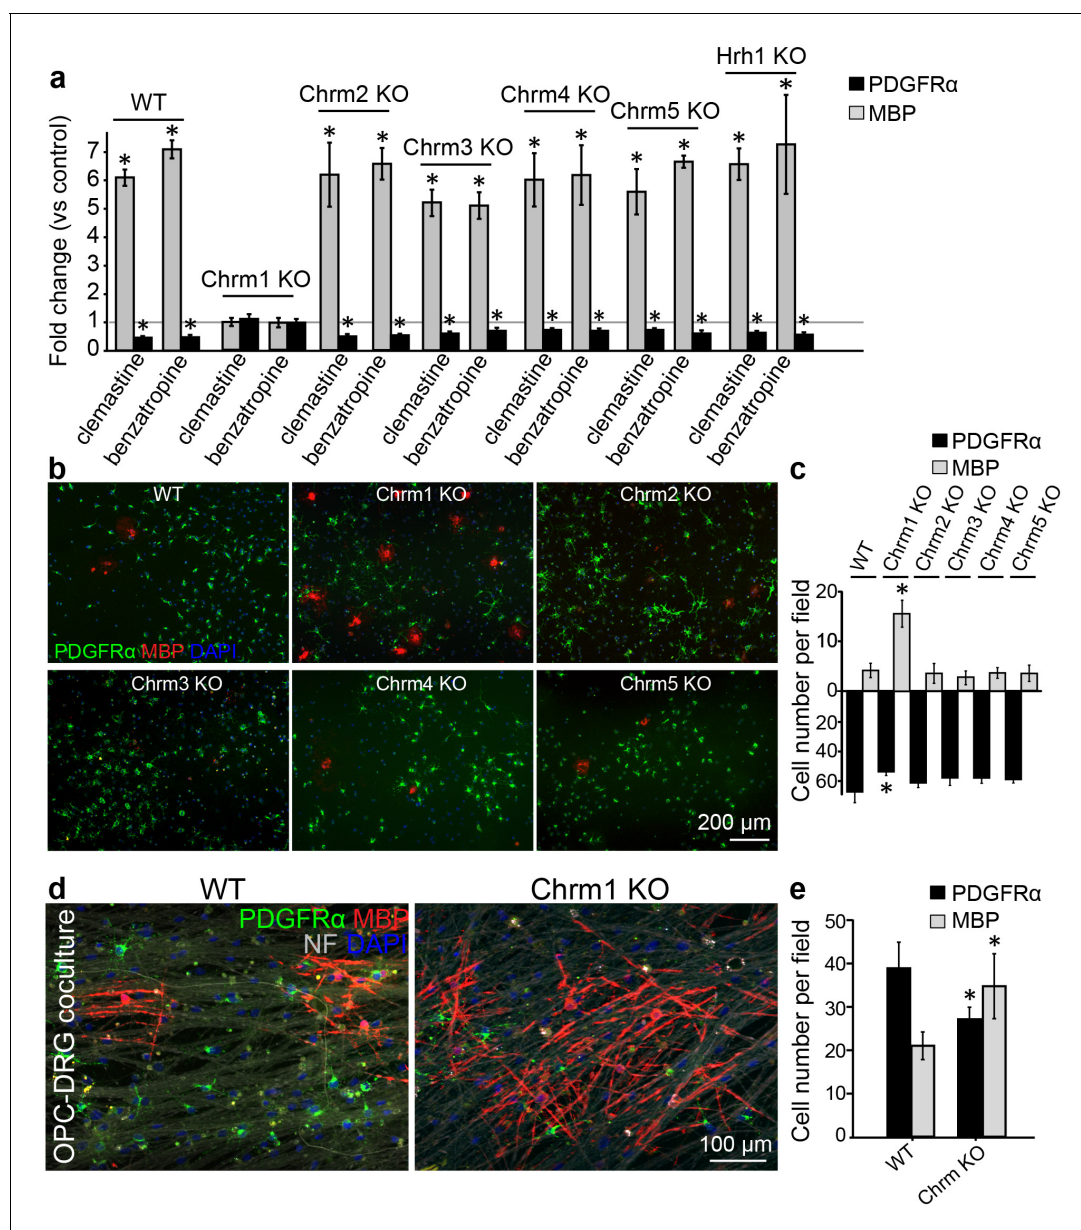 a
Hrh1 KO
PDGFRα
MBP
WT
Chrm2 KO
Chrm4 KO
Chrm3 KO
Chrm5 KO
Chrm1 KO
Fold change (vs control)
7
6
5
4
3
2
1
0
* * * * * * * * * * * *
* * * * * * * * * * * *
clemastine
benzatropine
clemastine
benzatropine
clemastine
benzatropine
clemastine
benzatropine
clemastine
benzatropine
clemastine
benzatropine
clemastine
benzatropine
b
WT
Chrm1 KO
Chrm2 KO
PDGFRα MBP DAPI
Chrm3 KO
Chrm4 KO
Chrm5 KO
200 µm
c
PDGFRα
MBP
WT
Chrm1 KO
Chrm2 KO
Chrm3 KO
Chrm4 KO
Chrm5 KO
Cell number per field
20
10
0
20
40
60
*
*
d
WT
Chrm1 KO
OPC-DRG coculture
PDGFRα MBP
NF DAPI
100 µm
e
PDGFRα
MBP
Cell number per field
50
40
30
20
10
0
* *
WT
Chrm KO